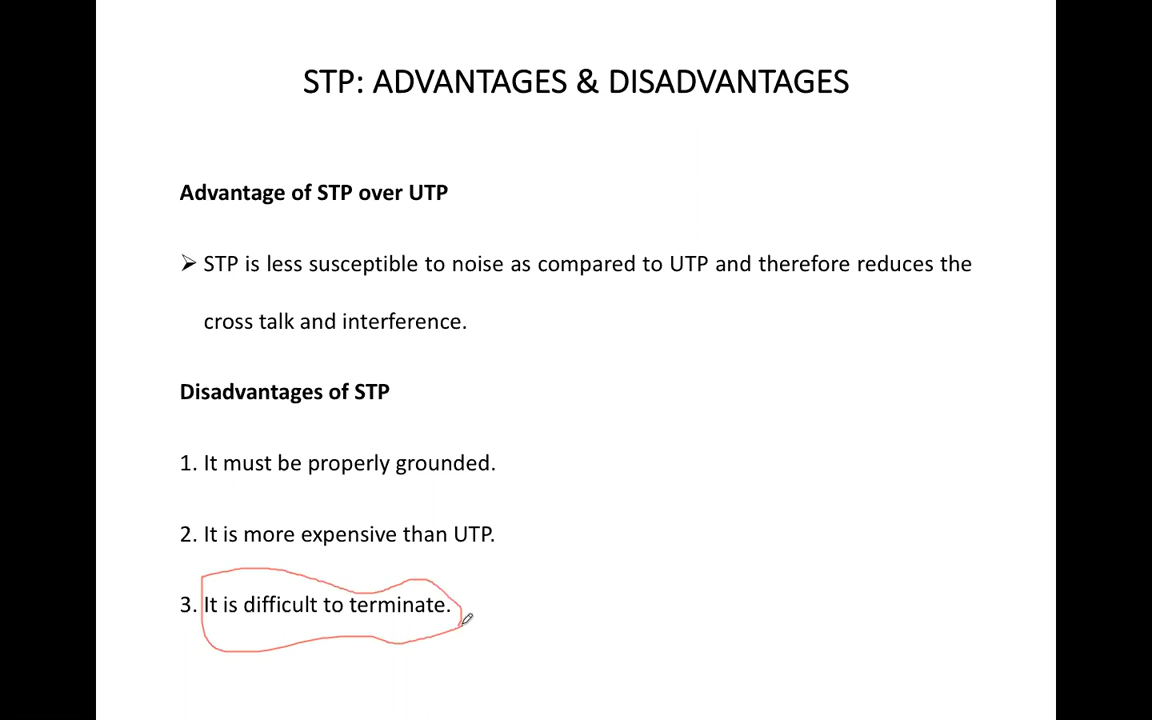 STP: ADVANTAGES & DISADVANTAGES
Advantage of STP over UTP
➢ STP is less susceptible to noise as compared to UTP and therefore reduces the
cross talk and interference.
Disadvantages of STP
1. It must be properly grounded.
2. It is more expensive than UTP.
3. It is difficult to terminate.